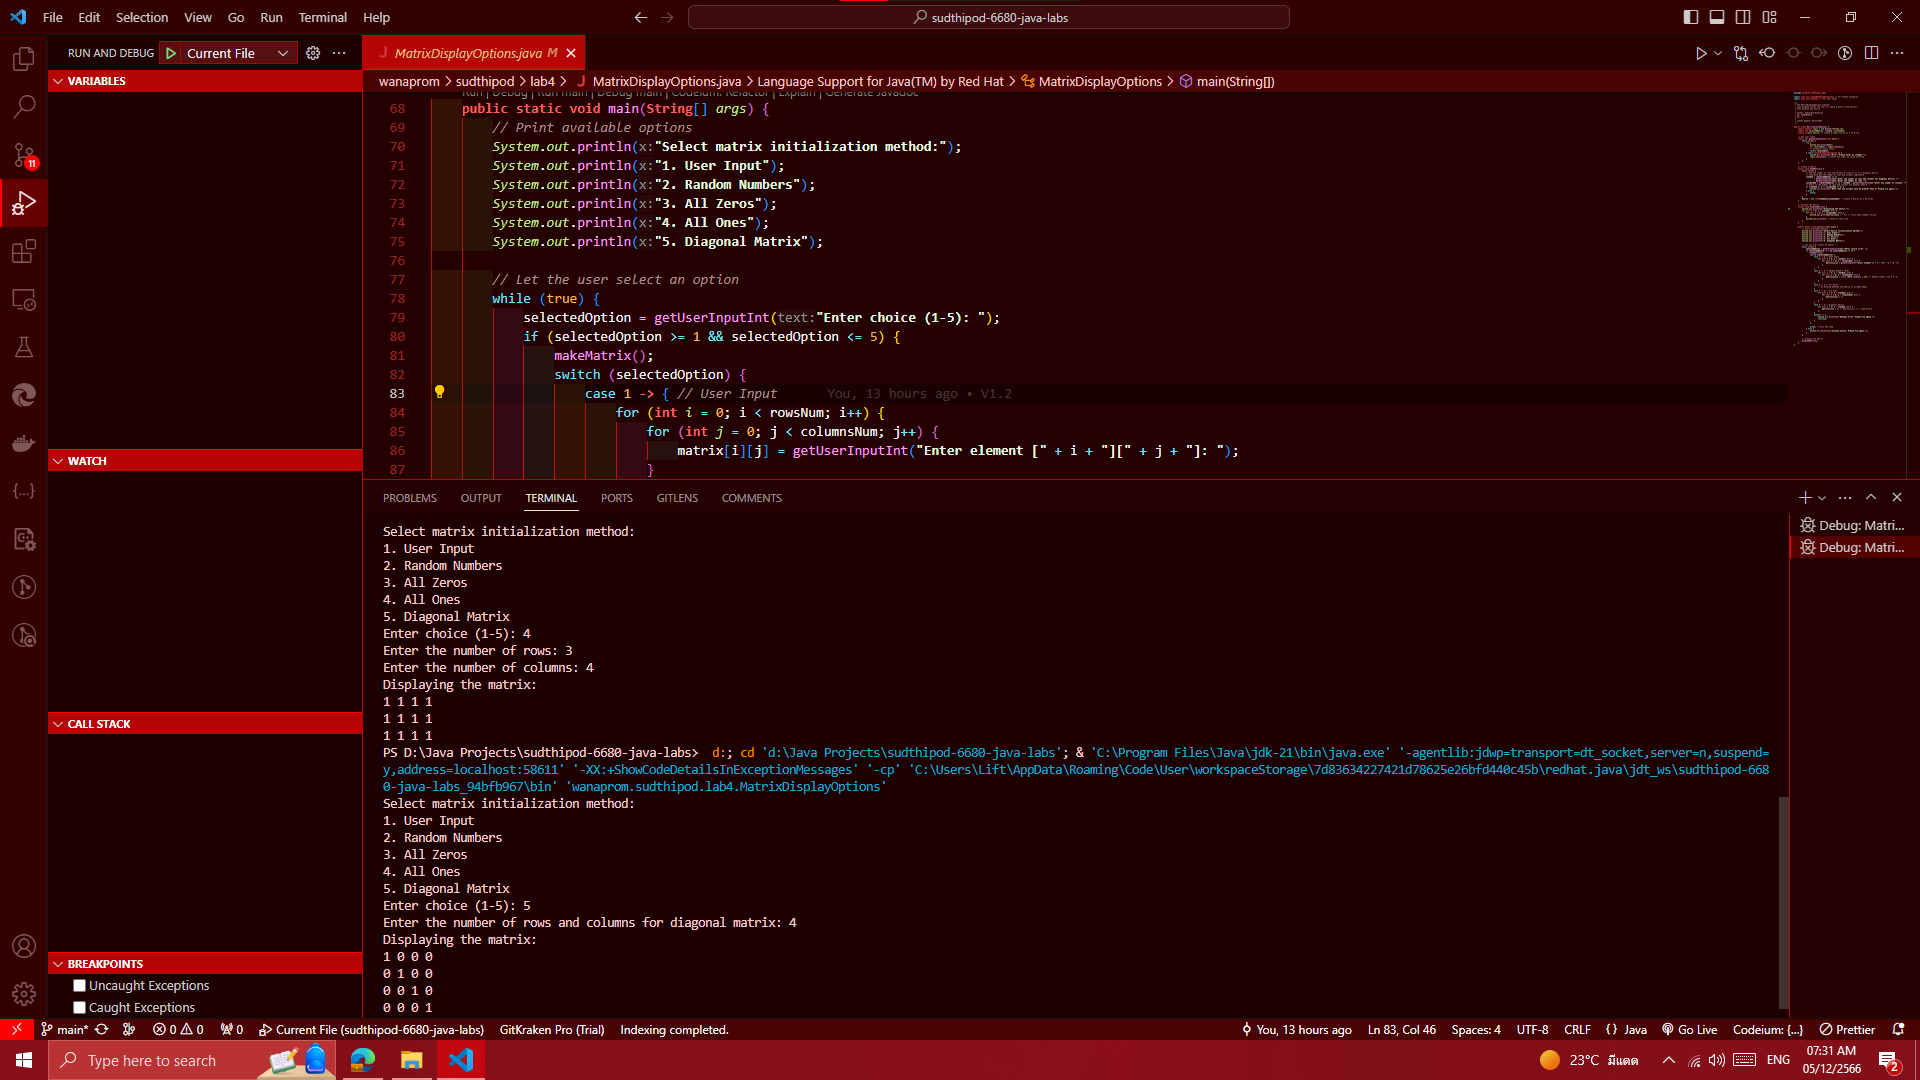 File Edit Selection View Go Run Terminal Help
sudthipod-6680-java-labs
RUN AND DEBUG
Current File
MatrixDisplayOptions.java M
VARIABLES
wanaprom > sudthipod > lab4 > J MatrixDisplayOptions.java > Language Support for Java(TM) by Red Hat > MatrixDisplayOptions > main(String[])
Run | Debug | Run main | Debug main | Codeium: Refactor | Explain | Generate Javadoc
68 public static void main(String[] args) {
69 // Print available options
70 System.out.println(x:"Select matrix initialization method:");
71 System.out.println(x:"1. User Input");
72 System.out.println(x:"2. Random Numbers");
73 System.out.println(x:"3. All Zeros");
74 System.out.println(x:"4. All Ones");
75 System.out.println(x:"5. Diagonal Matrix");
76
77 // Let the user select an option
78 while (true) {
79 selectedOption = getUserInputInt(text:"Enter choice (1-5): ");
80 if (selectedOption >= 1 && selectedOption <= 5) {
81 makeMatrix();
82 switch (selectedOption) {
83 case 1 -> { // User Input You, 13 hours ago • V1.2
84 for (int i = 0; i < rowsNum; i++) {
85 for (int j = 0; j < columnsNum; j++) {
86 matrix[i][j] = getUserInputInt("Enter element [" + i + "][" + j + "]: ");
87 }
11
WATCH
CALL STACK
BREAKPOINTS
Uncaught Exceptions
Caught Exceptions
PROBLEMS OUTPUT TERMINAL PORTS GITLENS COMMENTS
Debug: Matri...
Debug: Matri...
Select matrix initialization method:
1. User Input
2. Random Numbers
3. All Zeros
4. All Ones
5. Diagonal Matrix
Enter choice (1-5): 4
Enter the number of rows: 3
Enter the number of columns: 4
Displaying the matrix:
1 1 1 1
1 1 1 1
1 1 1 1
PS D:\Java Projects\sudthipod-6680-java-labs> d:; cd 'd:\Java Projects\sudthipod-6680-java-labs'; & 'C:\Program Files\Java\jdk-21\bin\java.exe' '-agentlib:jdwp=transport=dt_socket,server=n,suspend=
y,address=localhost:58611' '-XX:+ShowCodeDetailsInExceptionMessages' '-cp' 'C:\Users\Lift\AppData\Roaming\Code\User\workspaceStorage\7d83634227421d78625e26bfd440c45b\redhat.java\jdt_ws\sudthipod-668
0-java-labs_94bfb967\bin' 'wanaprom.sudthipod.lab4.MatrixDisplayOptions'
Select matrix initialization method:
1. User Input
2. Random Numbers
3. All Zeros
4. All Ones
5. Diagonal Matrix
Enter choice (1-5): 5
Enter the number of rows and columns for diagonal matrix: 4
Displaying the matrix:
1 0 0 0
0 1 0 0
0 0 1 0
0 0 0 1
main* 0 0 0 Current File (sudthipod-6680-java-labs) GitKraken Pro (Trial) Indexing completed. You, 13 hours ago Ln 83, Col 46 Spaces: 4 UTF-8 CRLF {} Java Go Live Codeium: {...} Prettier
Type here to search
23°C มีแดด ENG
07:31 AM
05/12/2566
2